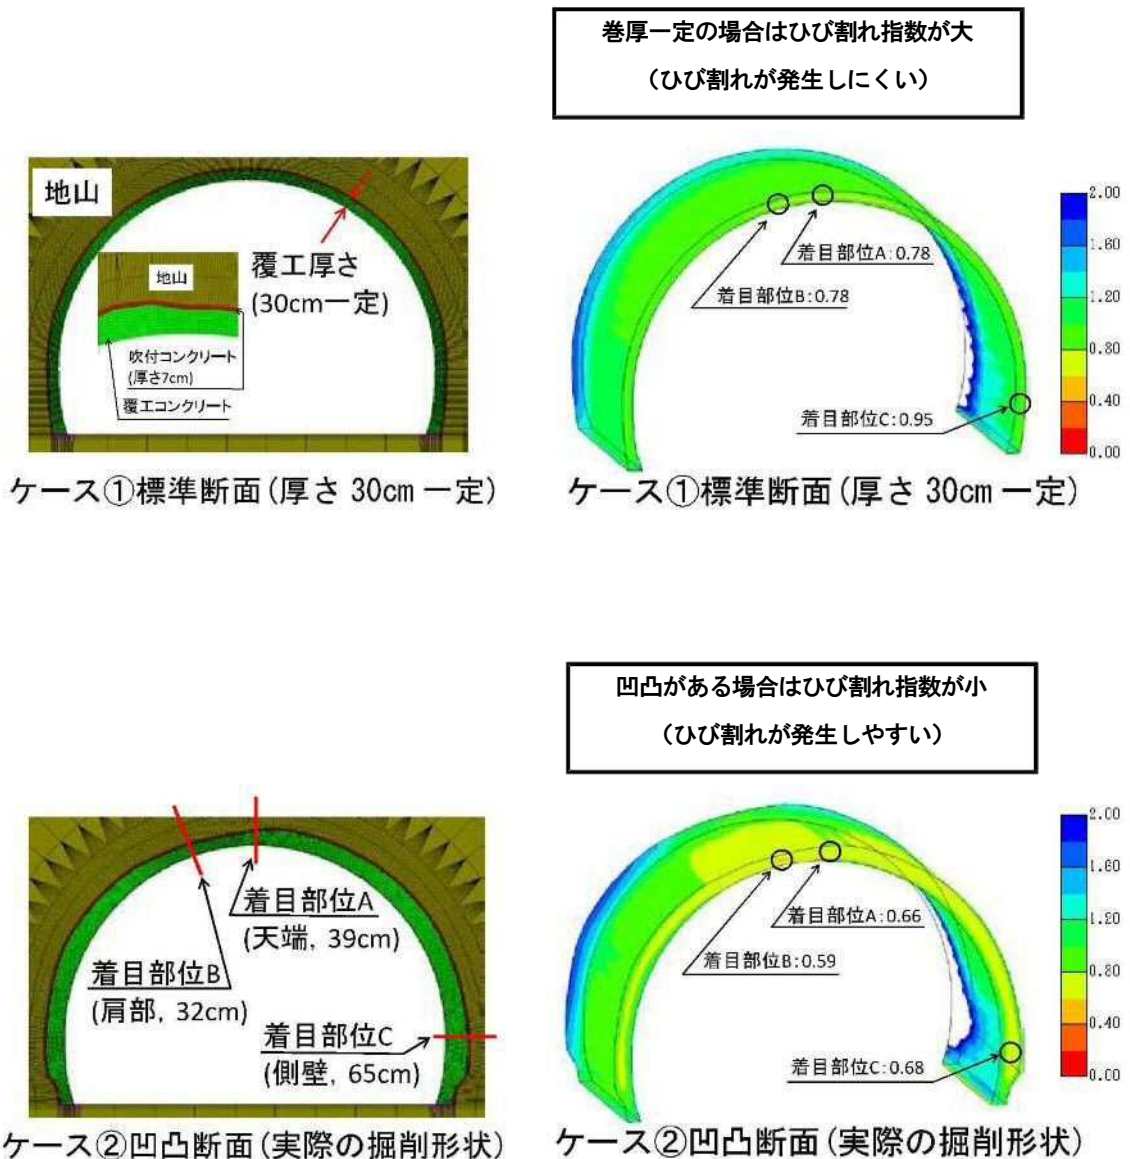 巻厚一定の場合はひび割れ指数が大
（ひび割れが発生しにくい）
地山
覆工厚さ
(30cm一定)
地山
吹付コンクリート
(厚さ7cm)
覆工コンクリート
ケース①標準断面(厚さ 30cm 一定)
着目部位A:0.78
着目部位B:0.78
着目部位C:0.95
2.00
1.60
1.20
0.80
0.40
0.00
ケース①標準断面(厚さ 30cm 一定)
凹凸がある場合はひび割れ指数が小
（ひび割れが発生しやすい）
着目部位A
(天端, 39cm)
着目部位B
(肩部, 32cm)
着目部位C
(側壁, 65cm)
ケース②凹凸断面(実際の掘削形状)
着目部位A:0.66
着目部位B:0.59
着目部位C:0.68
2.00
1.60
1.20
0.80
0.40
0.00
ケース②凹凸断面(実際の掘削形状)